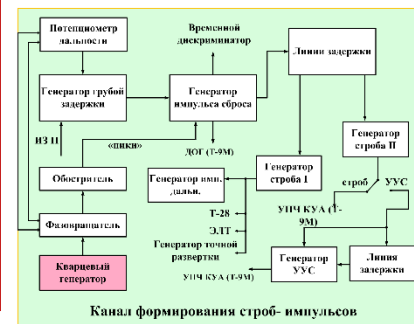 Потенциометр
дальности
Временной
дискриминатор
Линии задержки
Генератор грубой
задержки
Генератор
импульса сброса
ИЗ П
«пики»
ДОГ (Т-9М)
Генератор
строба II
Обостритель
Генератор имп.
дальн.
Генератор
строба I
строб
УУС
УПЧ КУА (Т-
9М)
Т-28
ЭЛТ
Генератор точной
развертки
Фазовращатель
Кварцевый
генератор
УПЧ КУА (Т-9М)
Генератор
УУС
Линия
задержки
Канал формирования строб- импульсов